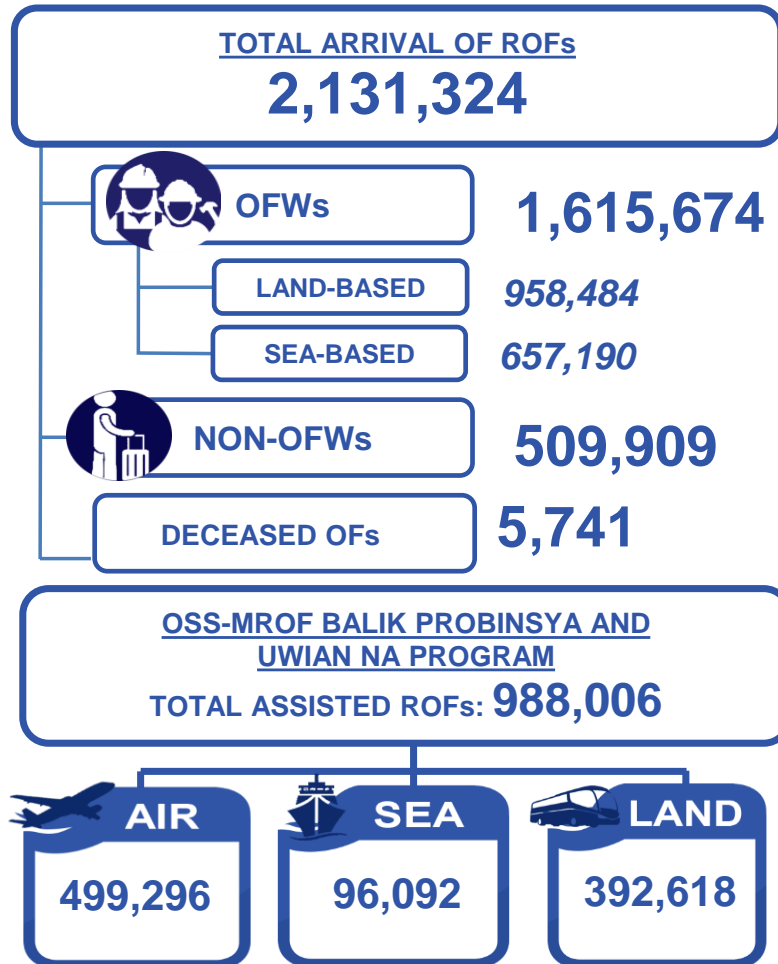 TOTAL ARRIVAL OF ROFs
2,131,324
OFWs
1,615,674
LAND-BASED
958,484
SEA-BASED
657,190
NON-OFWs
509,909
DECEASED OFs
5,741
OSS-MROF BALIK PROBINSYA AND
UWIAN NA PROGRAM
TOTAL ASSISTED ROFs: 988,006
AIR
499,296
SEA
96,092
LAND
392,618